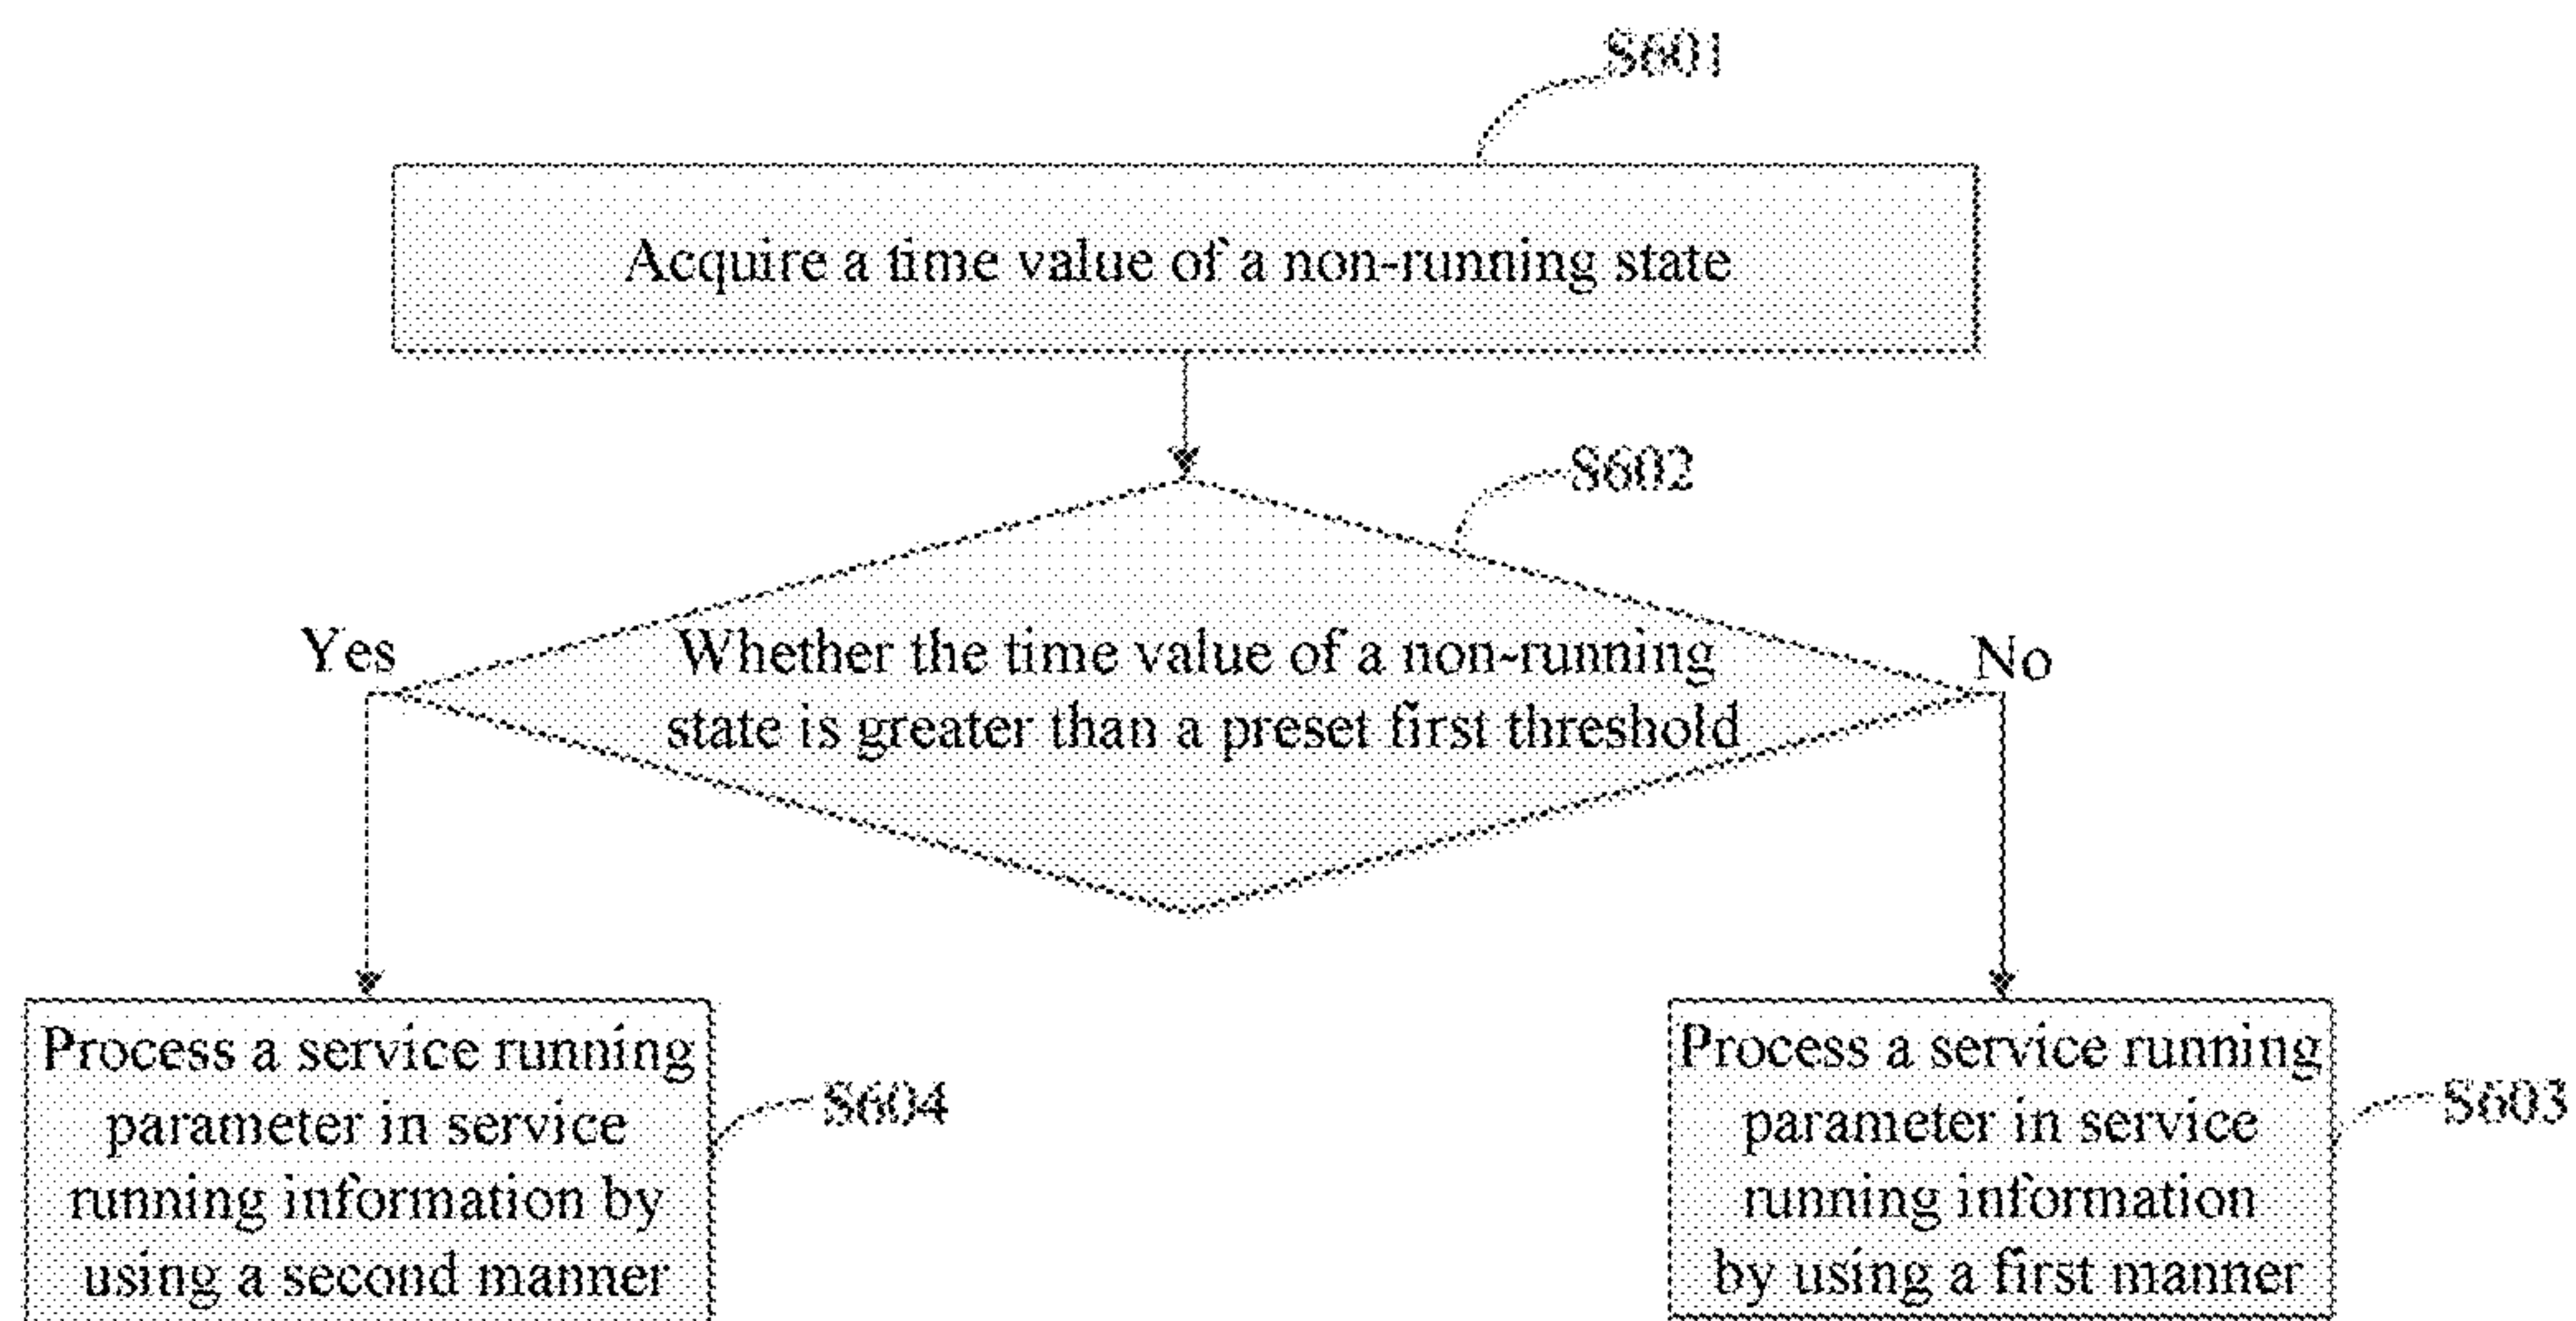 S601
Acquire a time value of a non-running state
S602
Yes
Whether the time value of a non-running
state is greater than a preset first threshold
No
Process a service running
parameter in service
running information by
using a second manner
S604
Process a service running
parameter in service
running information
by using a first manner
S603